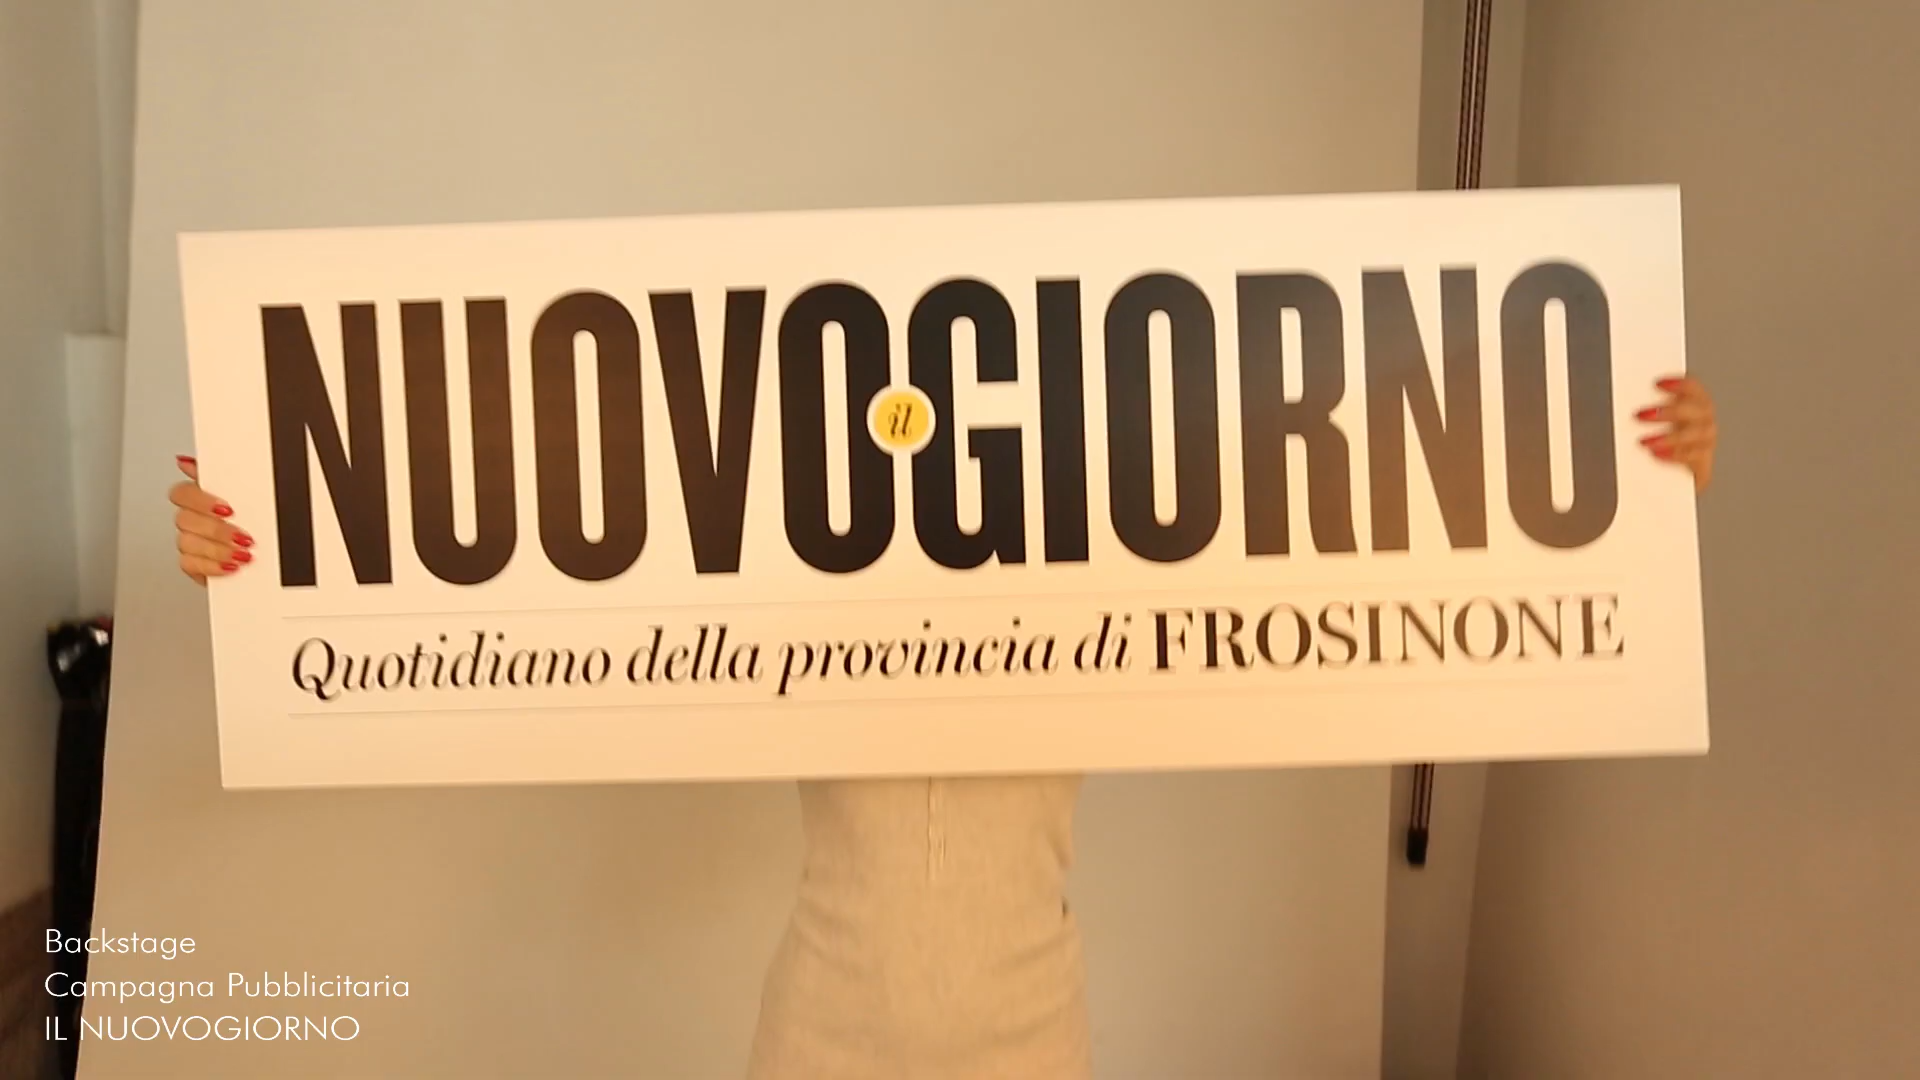 NUOVOGIORNO
il
Quotidiano della provincia di FROSINONE
Backstage
Campagna Pubblicitaria
IL NUOVOGIORNO